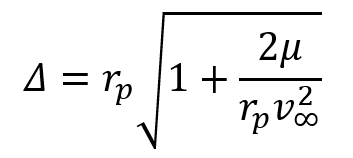 Δ = r_p √(1 + 2μ / (r_p v_∞^2))